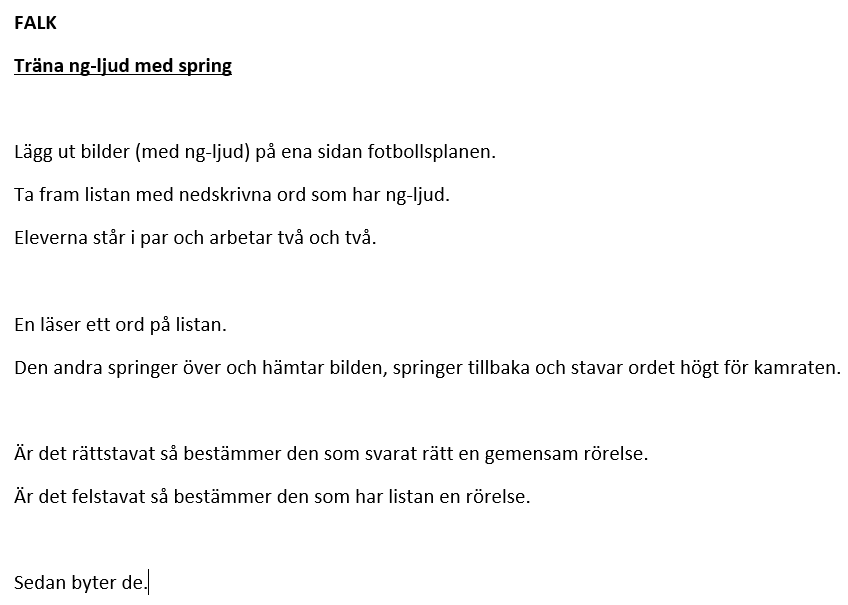 FALK
Träna ng-ljud med spring
Lägg ut bilder (med ng-ljud) på ena sidan fotbollsplanen.
Ta fram listan med nedskrivna ord som har ng-ljud.
Eleverna står i par och arbetar två och två.
En läser ett ord på listan.
Den andra springer över och hämtar bilden, springer tillbaka och stavar ordet högt för kamraten.
Är det rättstavat så bestämmer den som svarat rätt en gemensam rörelse.
Är det felstavat så bestämmer den som har listan en rörelse.
Sedan byter de.